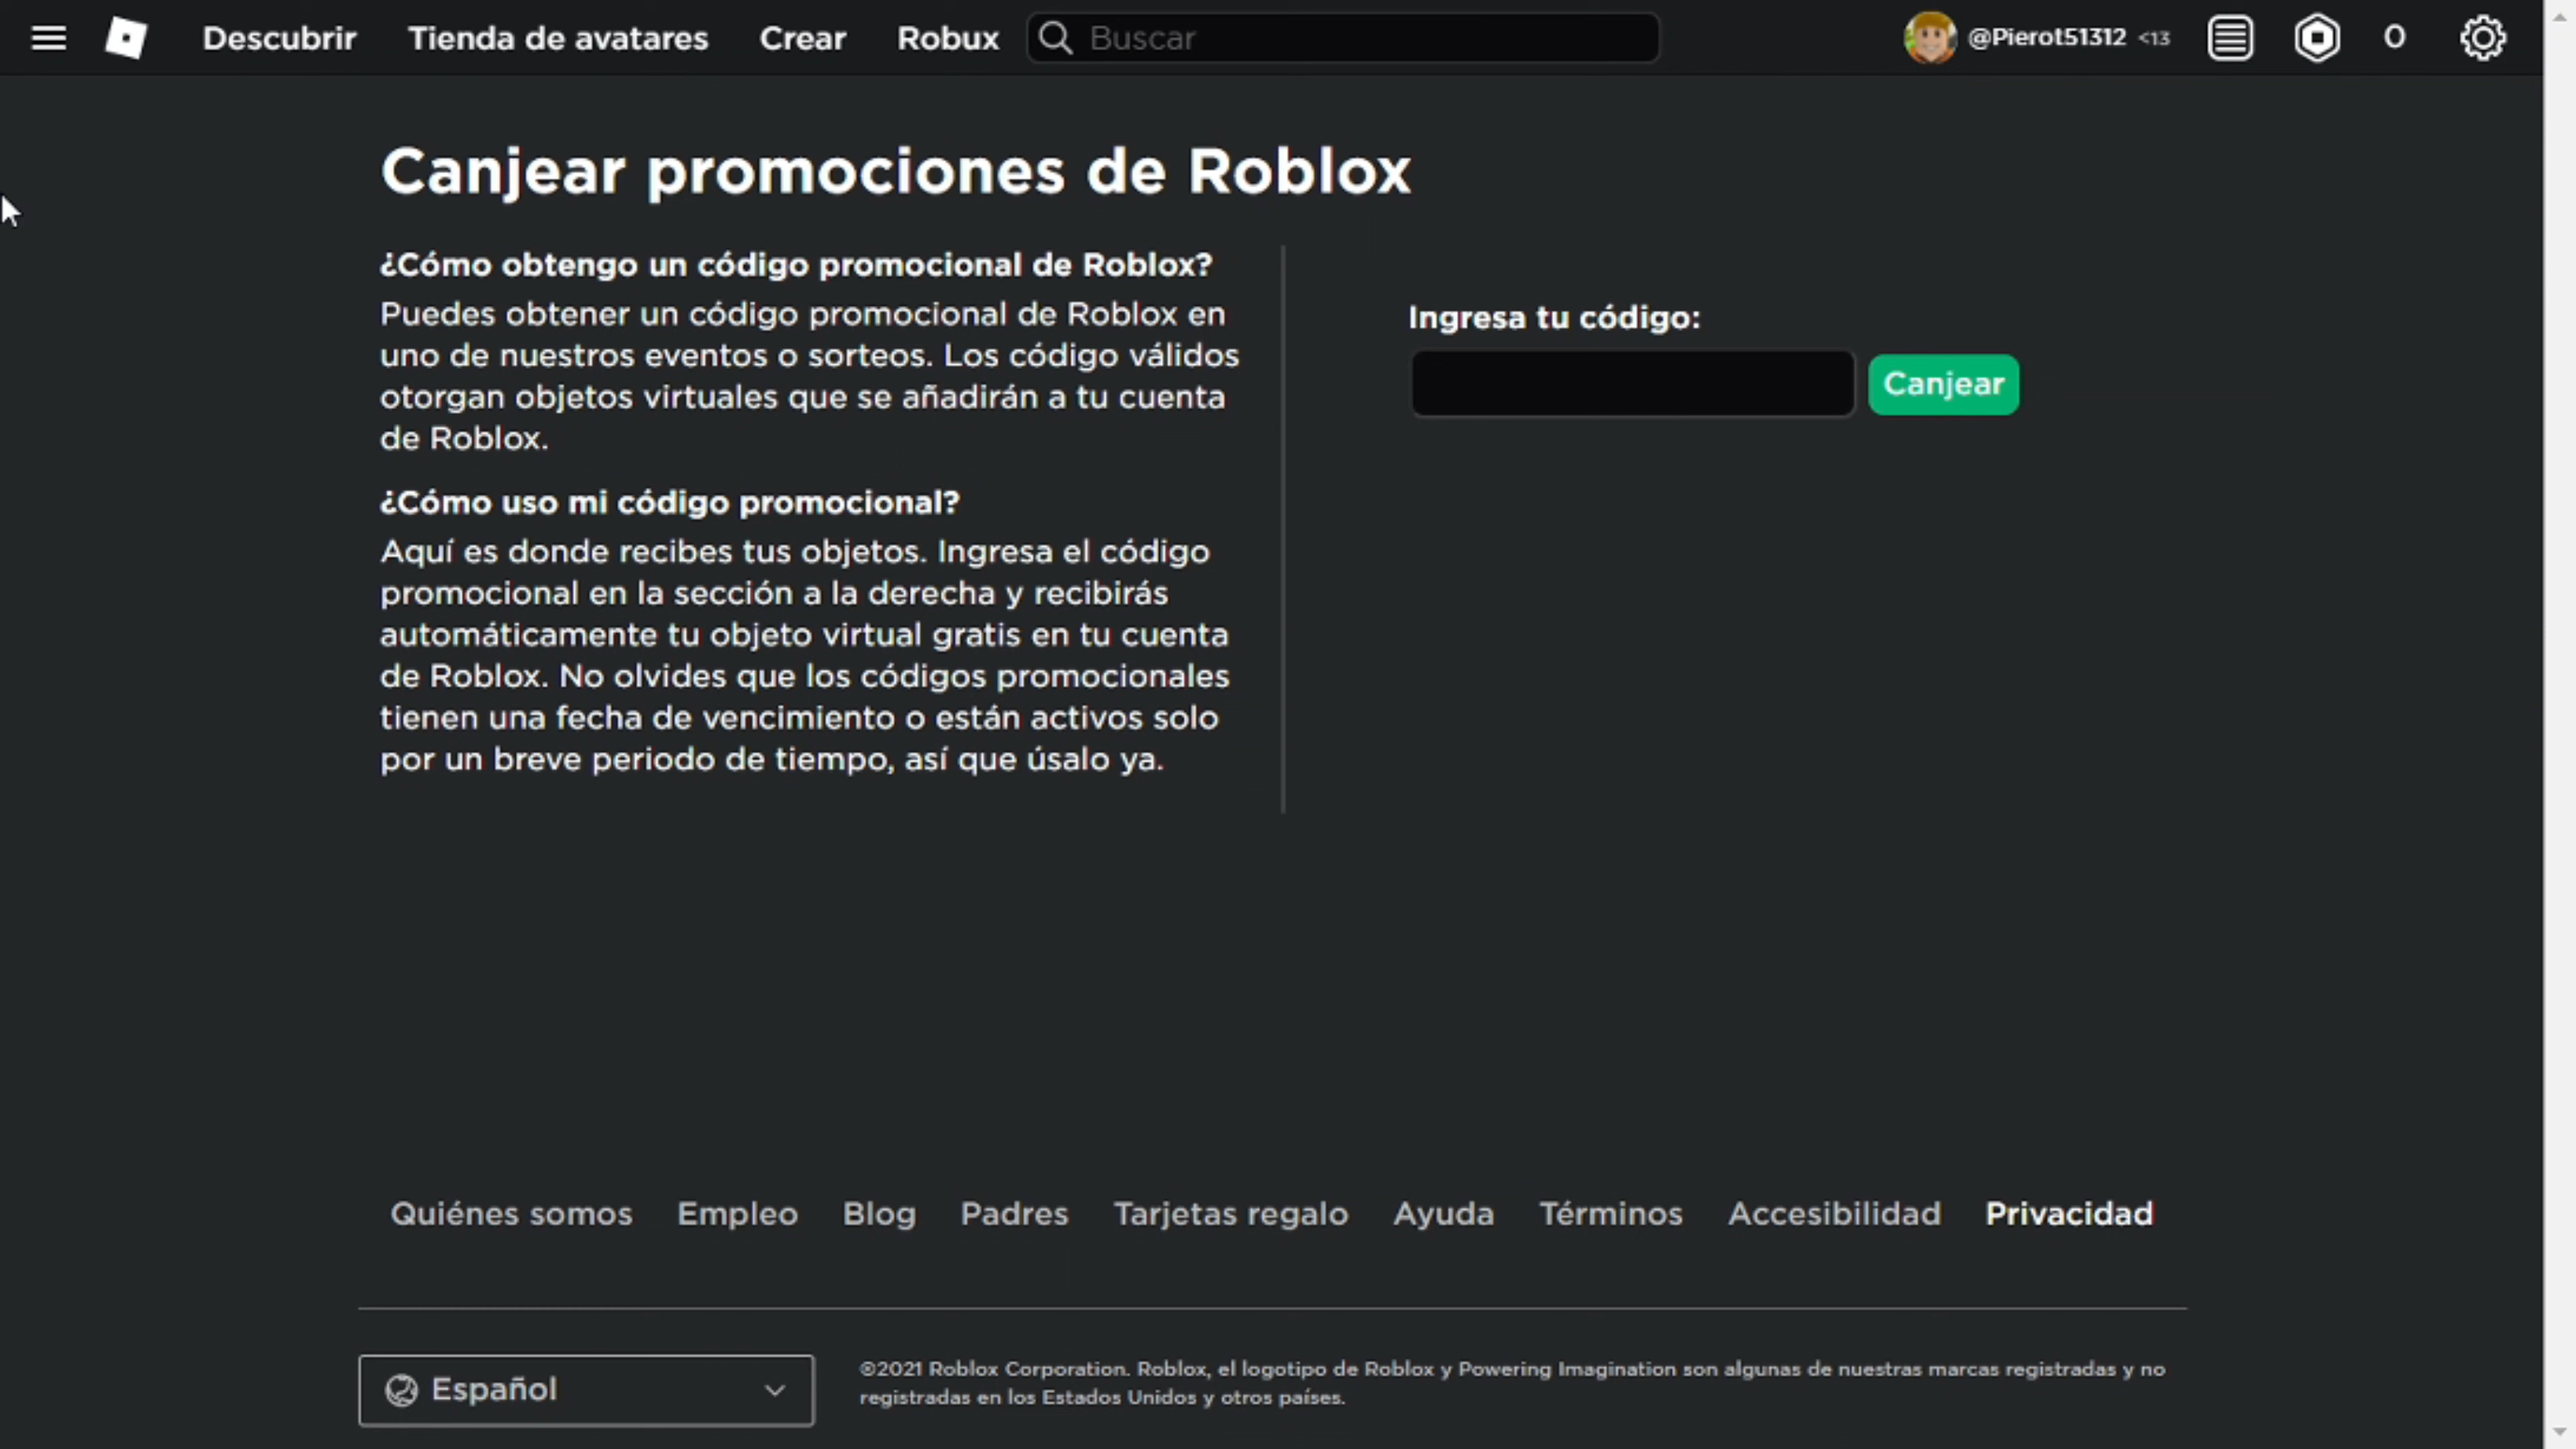 Descubrir Tienda de avatares Crear Robux Buscar @Pierot51312 <13 0
Canjear promociones de Roblox
¿Cómo obtengo un código promocional de Roblox?
Puedes obtener un código promocional de Roblox en
uno de nuestros eventos o sorteos. Los código válidos
otorgan objetos virtuales que se añadirán a tu cuenta
de Roblox.
¿Cómo uso mi código promocional?
Aquí es donde recibes tus objetos. Ingresa el código
promocional en la sección a la derecha y recibirás
automáticamente tu objeto virtual gratis en tu cuenta
de Roblox. No olvides que los códigos promocionales
tienen una fecha de vencimiento o están activos solo
por un breve periodo de tiempo, así que úsalo ya.
Ingresa tu código:
Canjear
Quiénes somos Empleo Blog Padres Tarjetas regalo Ayuda Términos Accesibilidad Privacidad
Español
©2021 Roblox Corporation. Roblox, el logotipo de Roblox y Powering Imagination son algunas de nuestras marcas registradas y no
registradas en los Estados Unidos y otros países.